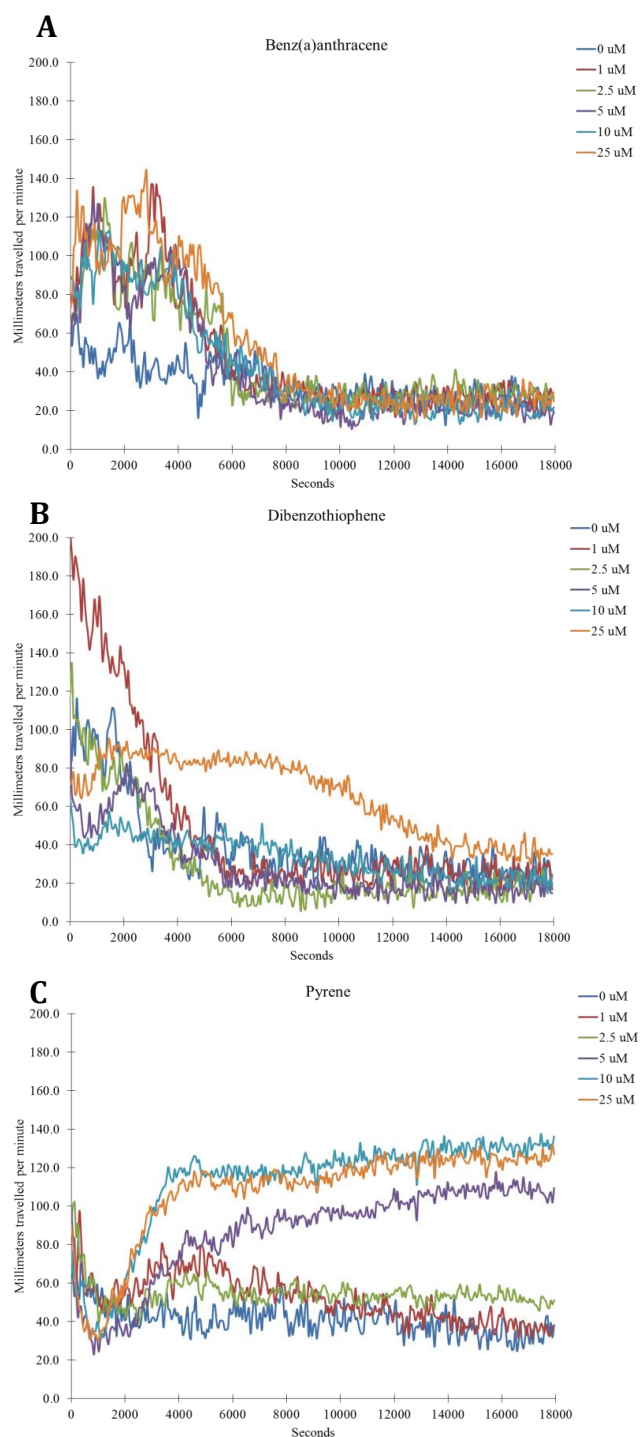 A
Benz(a)anthracene
200.0
180.0
160.0
140.0
120.0
100.0
80.0
60.0
40.0
20.0
0.0
Millimeters travelled per minute
0
2000
4000
6000
8000
10000
12000
14000
16000
18000
Seconds
0 uM
1 uM
2.5 uM
5 uM
10 uM
25 uM
B
Dibenzothiophene
200.0
180.0
160.0
140.0
120.0
100.0
80.0
60.0
40.0
20.0
0.0
Millimeters travelled per minute
0
2000
4000
6000
8000
10000
12000
14000
16000
18000
Seconds
0 uM
1 uM
2.5 uM
5 uM
10 uM
25 uM
C
Pyrene
200.0
180.0
160.0
140.0
120.0
100.0
80.0
60.0
40.0
20.0
0.0
Millimeters travelled per minute
0
2000
4000
6000
8000
10000
12000
14000
16000
18000
Seconds
0 uM
1 uM
2.5 uM
5 uM
10 uM
25 uM